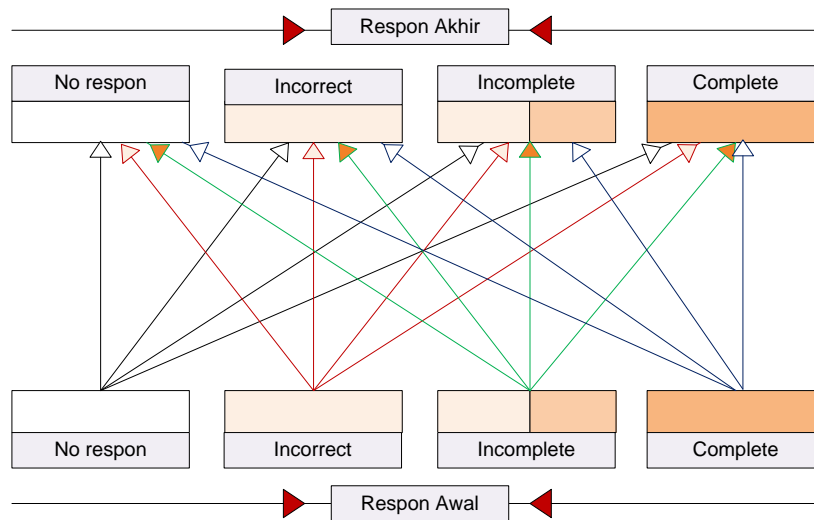 Respon Akhir
No respon
Incorrect
Incomplete
Complete
No respon
Incorrect
Incomplete
Complete
Respon Awal